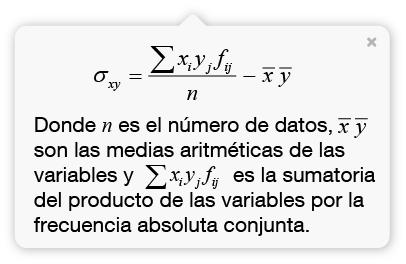 ×
σxy = ∑xiyjfij / n − x̄ ȳ
Donde n es el número de datos, x̄ ȳ
son las medias aritméticas de las
variables y ∑xiyjfij es la sumatoria
del producto de las variables por la
frecuencia absoluta conjunta.